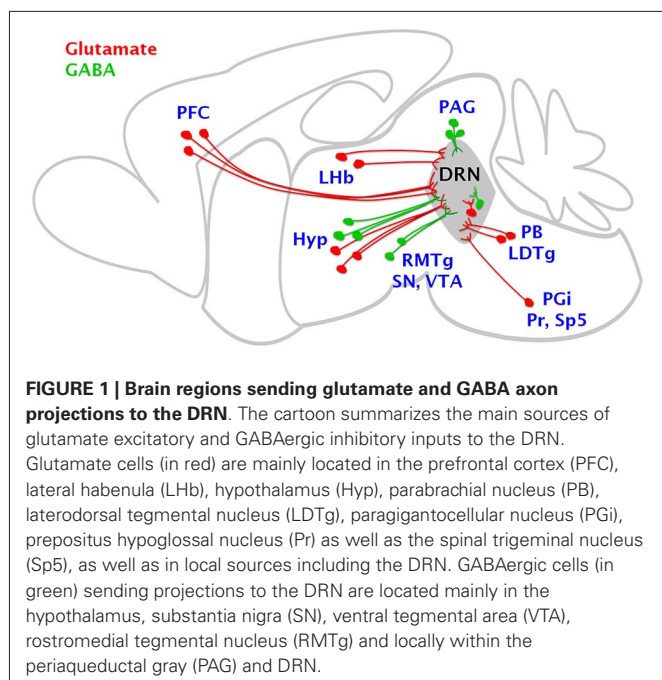 Glutamate
GABA
PFC
PAG
LHb
DRN
Hyp
PB
LDTg
RMTg
SN, VTA
PGi
Pr, Sp5
FIGURE 1 | Brain regions sending glutamate and GABA axon
projections to the DRN. The cartoon summarizes the main sources of
glutamate excitatory and GABAergic inhibitory inputs to the DRN.
Glutamate cells (in red) are mainly located in the prefrontal cortex (PFC),
lateral habenula (LHb), hypothalamus (Hyp), parabrachial nucleus (PB),
laterodorsal tegmental nucleus (LDTg), paragigantocellular nucleus (PGi),
prepositus hypoglossal nucleus (Pr) as well as the spinal trigeminal nucleus
(Sp5), as well as in local sources including the DRN. GABAergic cells (in
green) sending projections to the DRN are located mainly in the
hypothalamus, substantia nigra (SN), ventral tegmental area (VTA),
rostromedial tegmental nucleus (RMTg) and locally within the
periaqueductal gray (PAG) and DRN.